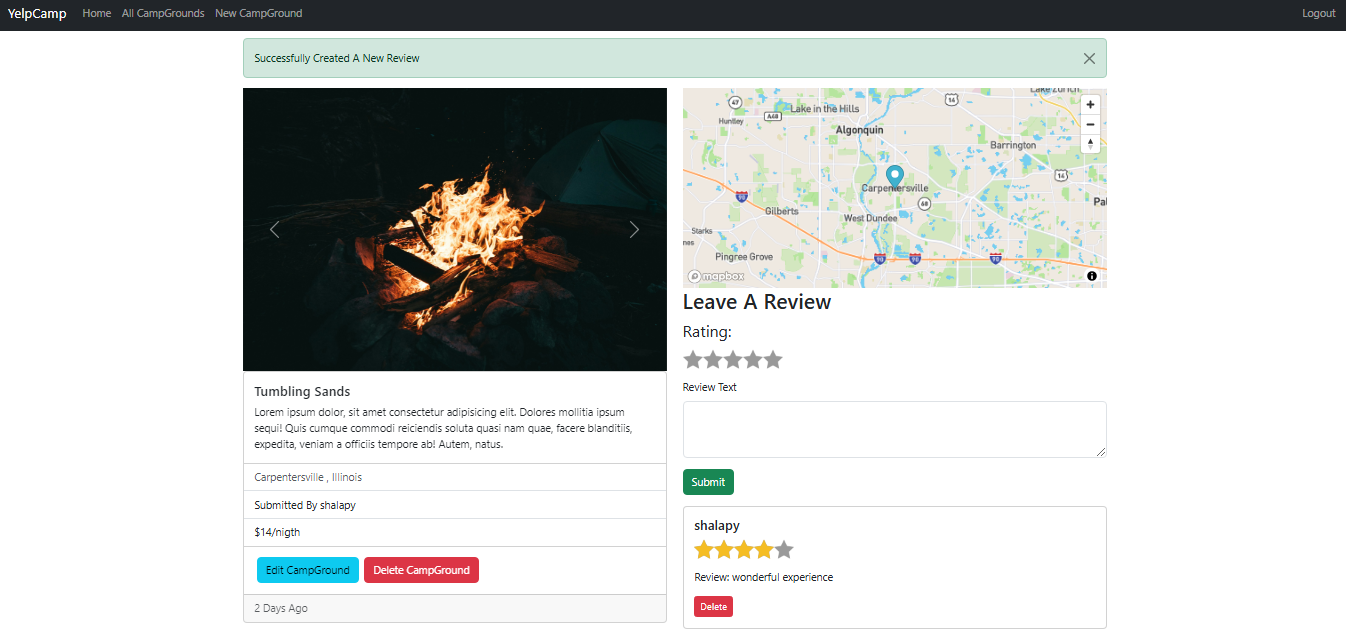 YelpCamp Home All CampGrounds New CampGround Logout
Successfully Created A New Review
Tumbling Sands
Lorem ipsum dolor, sit amet consectetur adipisicing elit. Dolores mollitia ipsum
sequi! Quis cumque commodi reiciendis soluta quasi nam quae, facere blanditiis,
expedita, veniam a officiis tempore ab! Autem, natus.
Carpentersville , Illinois
Submitted By shalapy
$14/nigth
Edit CampGround Delete CampGround
2 Days Ago
Lake Zurich
47
Lake in the Hills
14
Huntley
A48
Algonquin
Barrington
14
Carpentersville
90
68
Gilberts
West Dundee
Pal
Starks
nes
Pingree Grove
90
90
90
mapbox
Leave A Review
Rating:
Review Text
Submit
shalapy
Review: wonderful experience
Delete